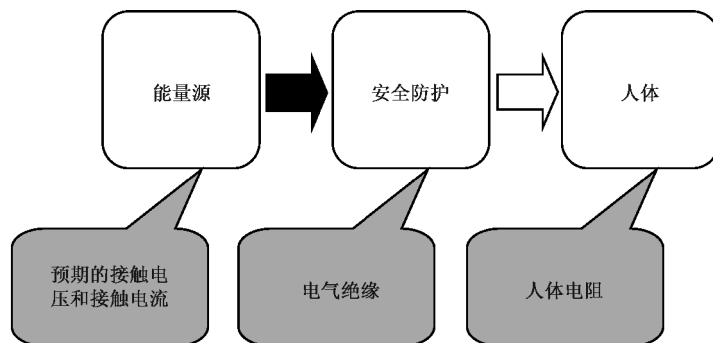 能量源
安全防护
人体
预期的接触电
压和接触电流
电气绝缘
人体电阻